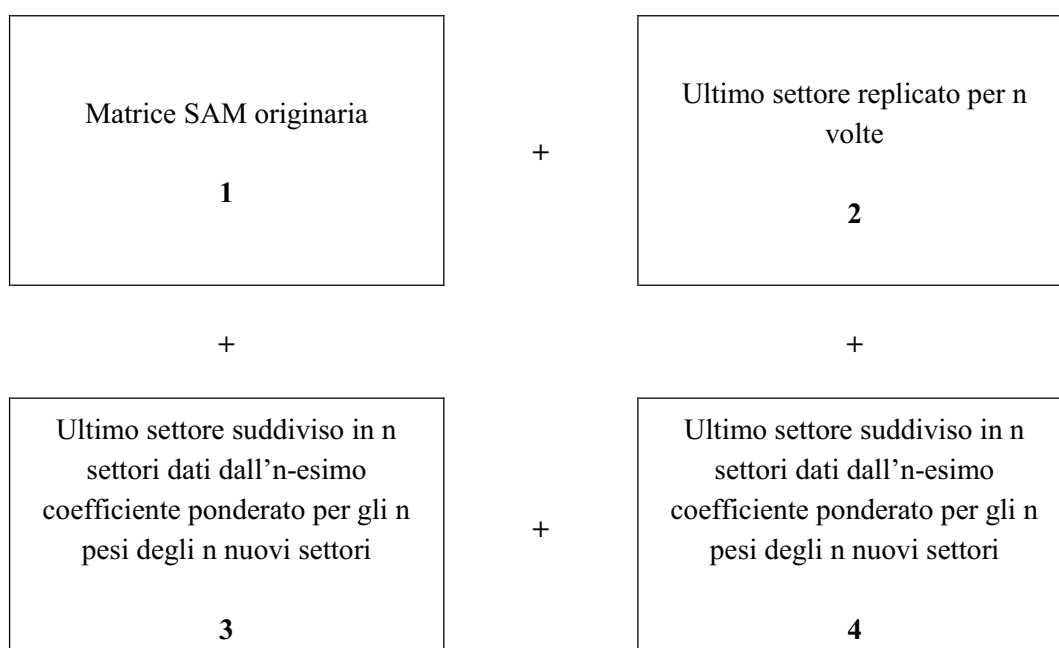 Matrice SAM originaria
1
+
Ultimo settore replicato per n
volte
2
+
+
Ultimo settore suddiviso in n
settori dati dall’n-esimo
coefficiente ponderato per gli n
pesi degli n nuovi settori
3
+
Ultimo settore suddiviso in n
settori dati dall’n-esimo
coefficiente ponderato per gli n
pesi degli n nuovi settori
4